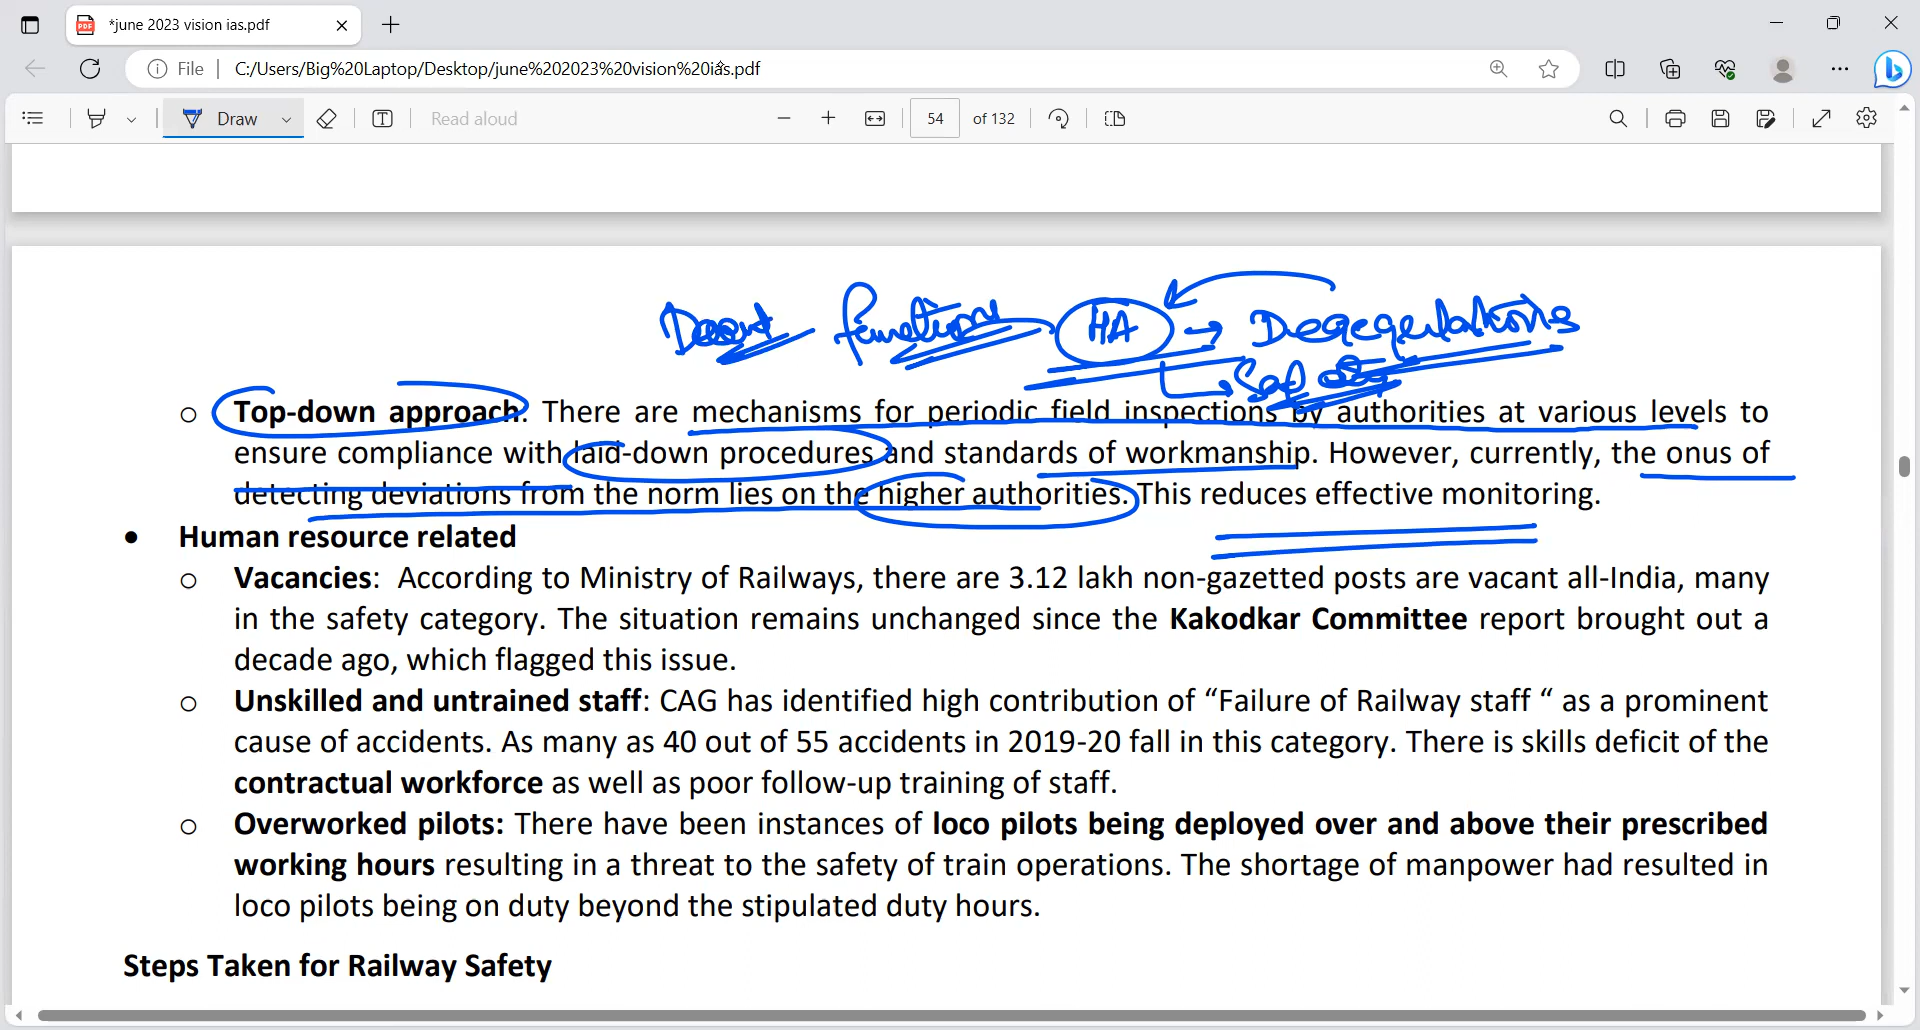 *june 2023 vision ias.pdf
File C:/Users/Big%20Laptop/Desktop/june%202023%20vision%20ias.pdf
Draw Read aloud 54 of 132
functions HA
Top-down approach: There are mechanisms for periodic field inspections by authorities at various levels to
ensure compliance with laid-down procedures and standards of workmanship. However, currently, the onus of
detecting deviations from the norm lies on the higher authorities. This reduces effective monitoring.
• Human resource related
o Vacancies: According to Ministry of Railways, there are 3.12 lakh non-gazetted posts are vacant all-India, many
in the safety category. The situation remains unchanged since the Kakodkar Committee report brought out a
decade ago, which flagged this issue.
o Unskilled and untrained staff: CAG has identified high contribution of “Failure of Railway staff “ as a prominent
cause of accidents. As many as 40 out of 55 accidents in 2019-20 fall in this category. There is skills deficit of the
contractual workforce as well as poor follow-up training of staff.
o Overworked pilots: There have been instances of loco pilots being deployed over and above their prescribed
working hours resulting in a threat to the safety of train operations. The shortage of manpower had resulted in
loco pilots being on duty beyond the stipulated duty hours.
Steps Taken for Railway Safety